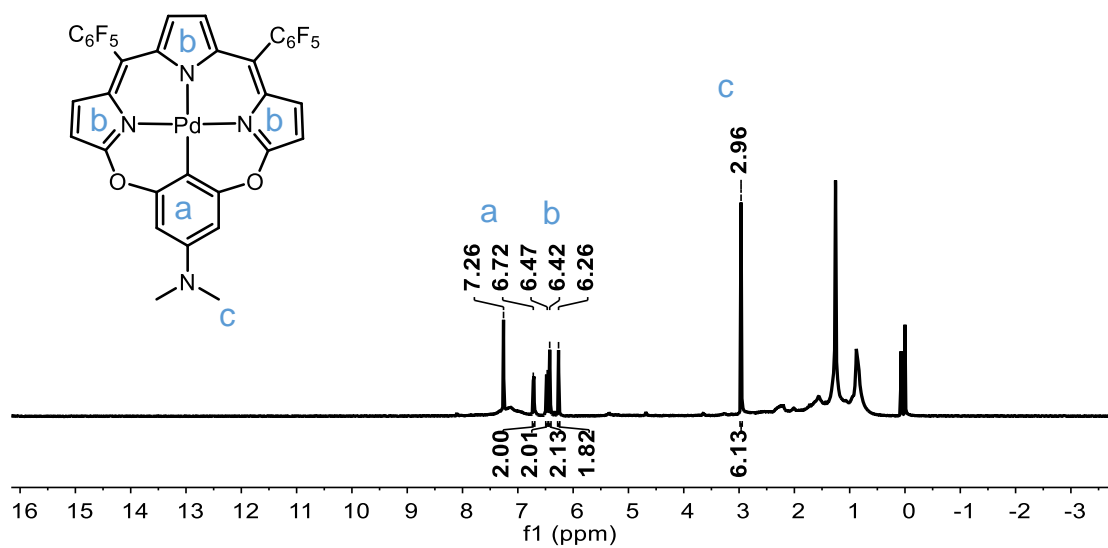 C6F5
C6F5
b
N
b
N
Pd
N
b
O
O
a
N
c
a
b
c
7.26
6.72
6.47
6.42
6.26
2.96
2.00
2.01
2.13
1.82
6.13
16 15 14 13 12 11 10 9 8 7 6 5 4 3 2 1 0 -1 -2 -3
f1 (ppm)